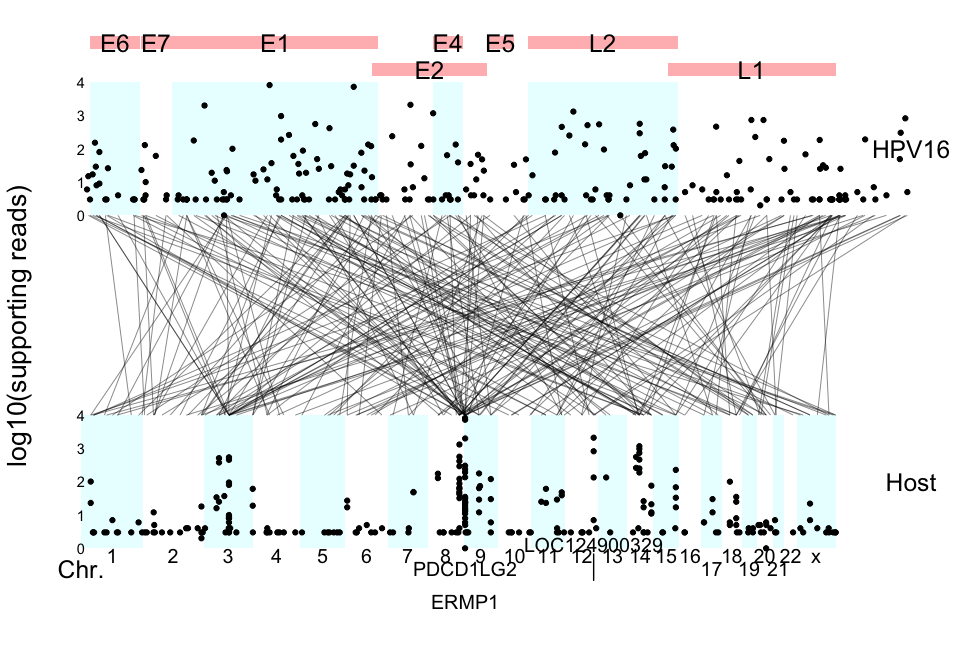 E6 E7 E1 E4 E5 L2
E2 L1
4
3
2
1
0
HPV16
log10(supporting reads)
4
3
2
1
0
Host
LOC124900329
1 2 3 4 5 6 7 8 9 10 11 12 13 14 15 16 18 20 22 x
Chr. PDCD1LG2 17 19 21
ERMP1